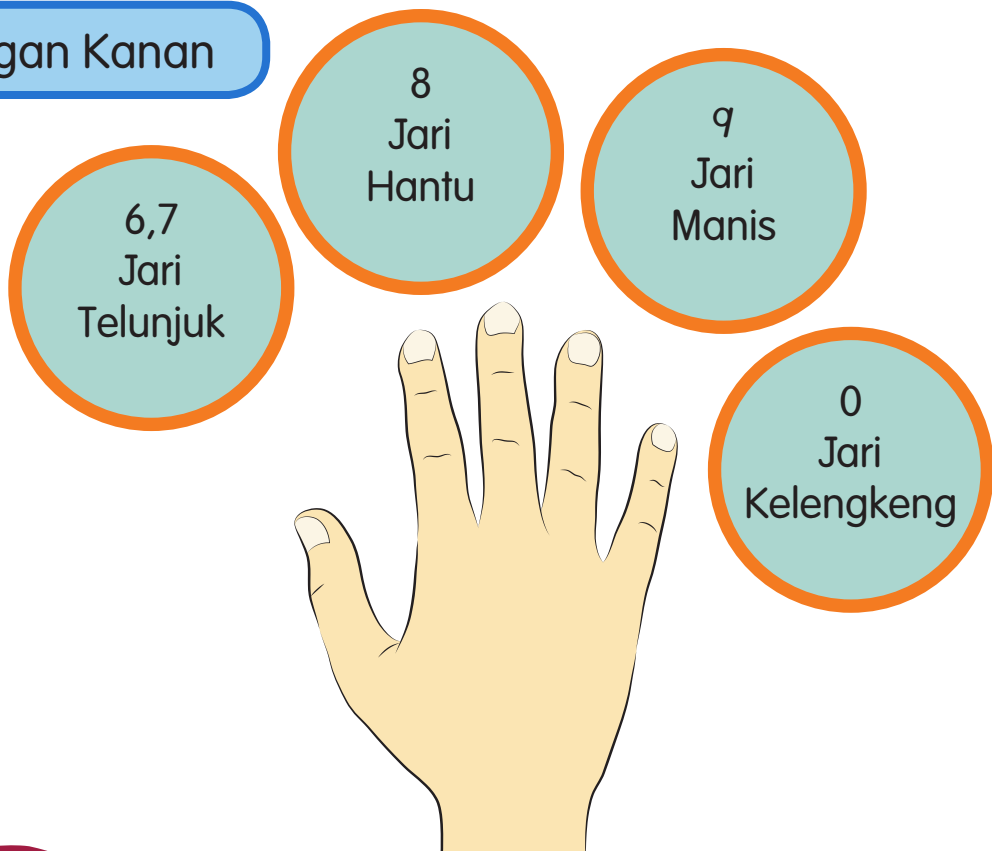 gan Kanan
8
Jari
Hantu
9
Jari
Manis
6,7
Jari
Telunjuk
0
Jari
Kelengkeng